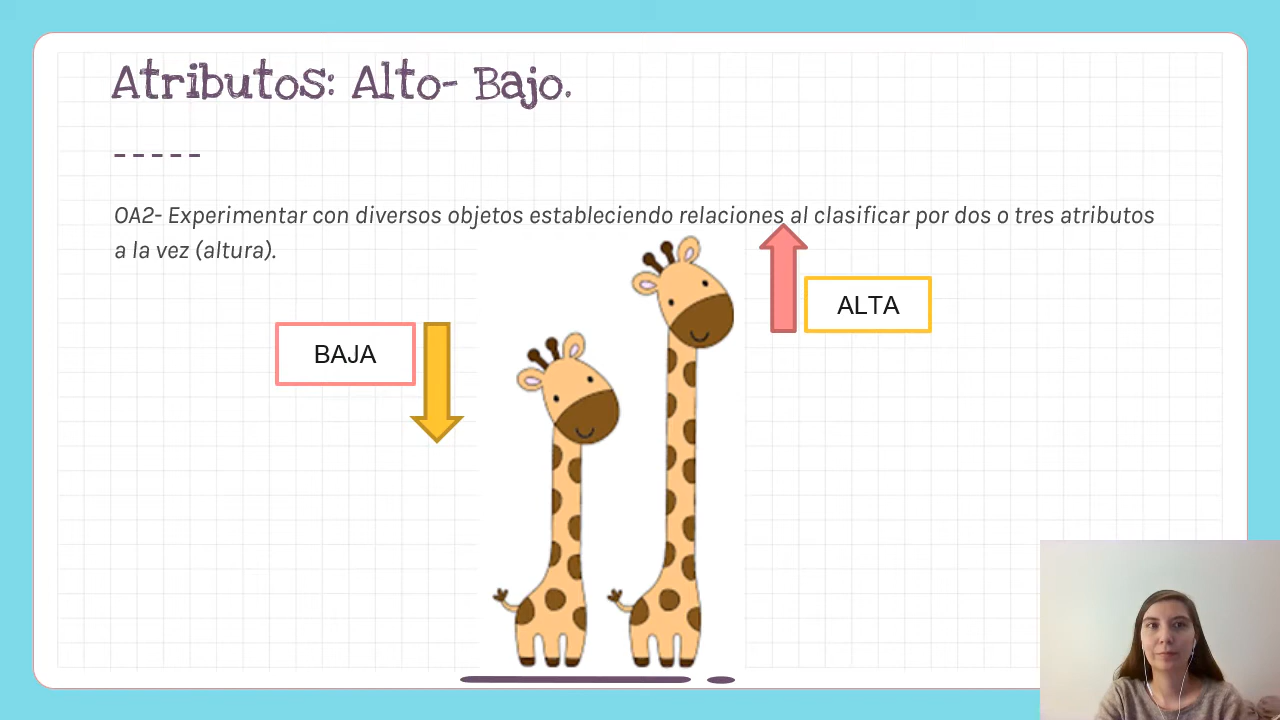 Atributos: Alto- Bajo.
-----
OA2- Experimentar con diversos objetos estableciendo relaciones al clasificar por dos o tres atributos
a la vez (altura).
ALTA
BAJA